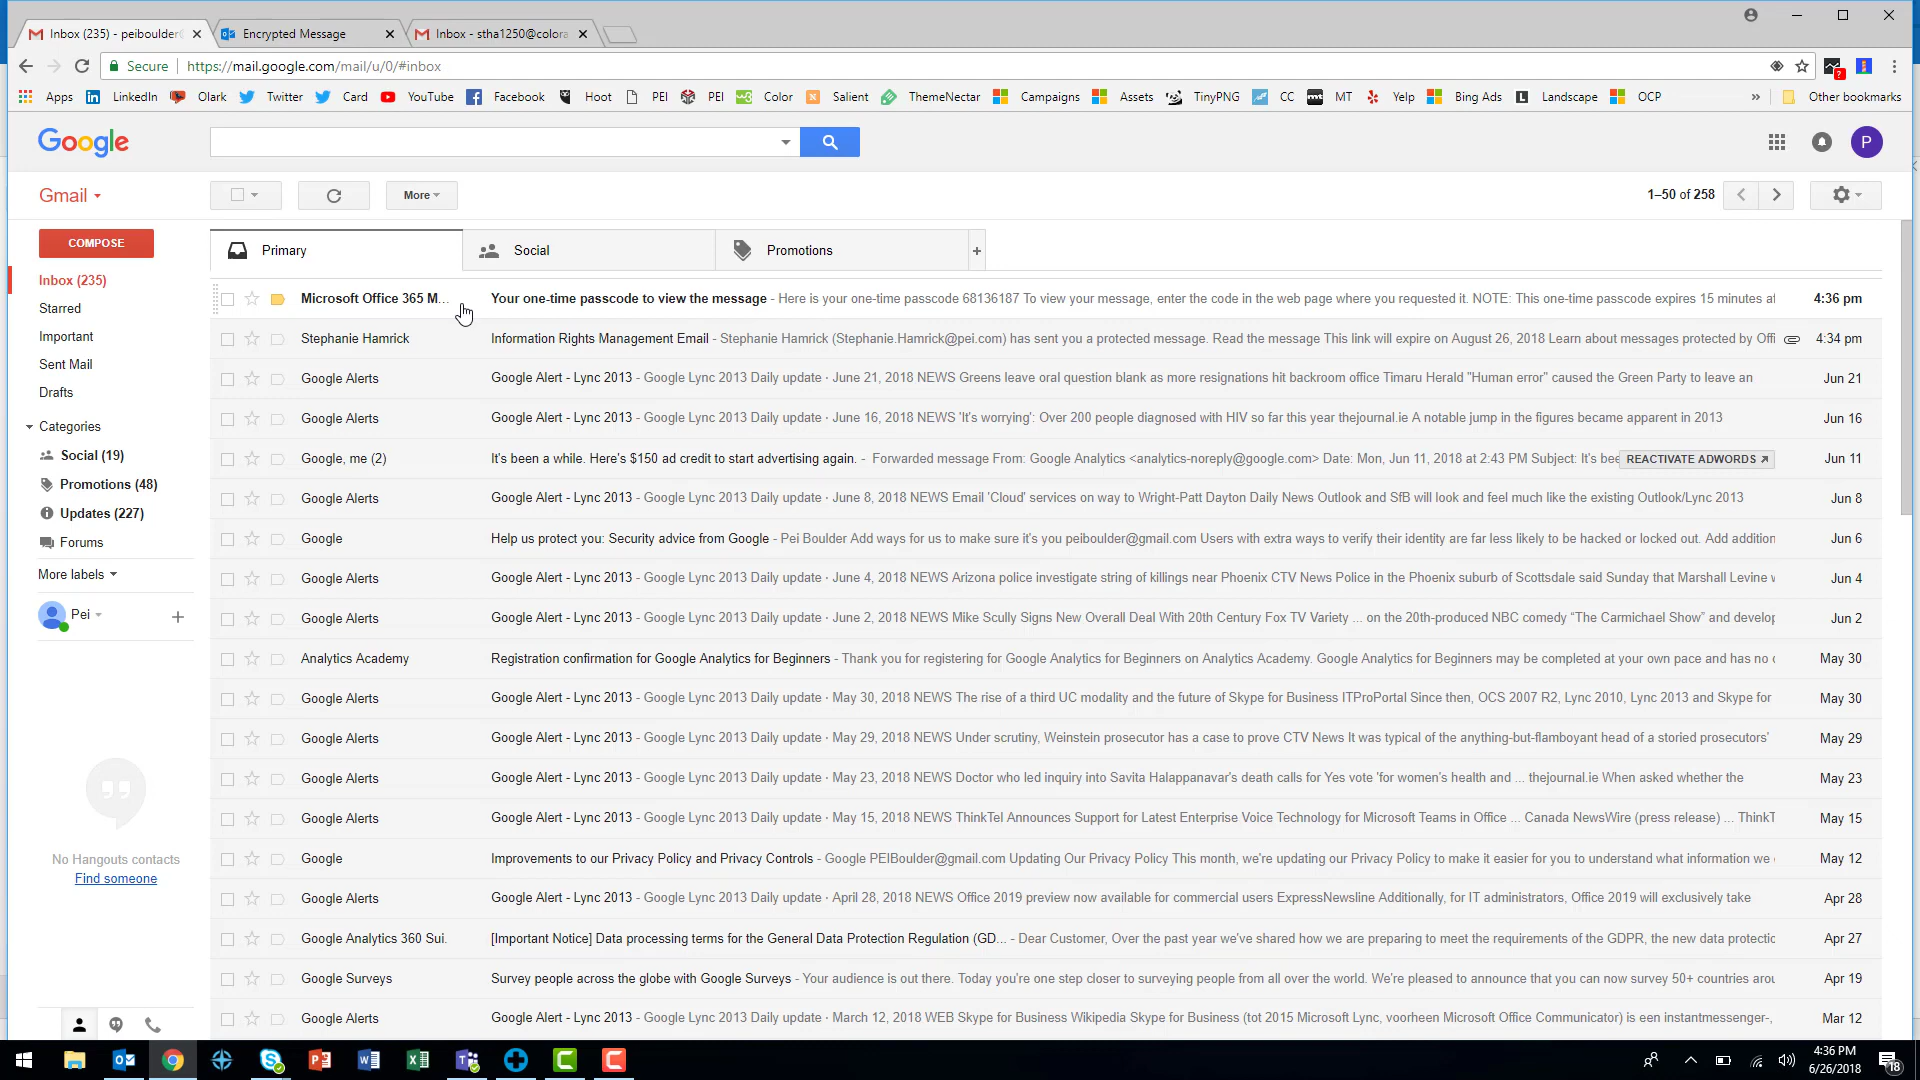 Inbox (235) - peiboulder@
Encrypted Message
Inbox - stha1250@colora
Secure
https://mail.google.com/mail/u/0/#inbox
Apps LinkedIn Olark Twitter Card YouTube Facebook Hoot PEI PEI Color Salient ThemeNectar Campaigns Assets TinyPNG CC MT Yelp Bing Ads Landscape OCP » Other bookmarks
Google
P
Gmail
More
1–50 of 258
COMPOSE
Inbox (235)
Starred
Important
Sent Mail
Drafts
Categories
Social (19)
Promotions (48)
Updates (227)
Forums
More labels
Pei
No Hangouts contacts
Find someone
Primary
Social
Promotions
+
Microsoft Office 365 M... Your one-time passcode to view the message - Here is your one-time passcode 68136187 To view your message, enter the code in the web page where you requested it. NOTE: This one-time passcode expires 15 minutes af 4:36 pm
Stephanie Hamrick Information Rights Management Email - Stephanie Hamrick (Stephanie.Hamrick@pei.com) has sent you a protected message. Read the message This link will expire on August 26, 2018 Learn about messages protected by Offi 4:34 pm
Google Alerts Google Alert - Lync 2013 - Google Lync 2013 Daily update · June 21, 2018 NEWS Greens leave oral question blank as more resignations hit backroom office Timaru Herald "Human error" caused the Green Party to leave an Jun 21
Google Alerts Google Alert - Lync 2013 - Google Lync 2013 Daily update · June 16, 2018 NEWS 'It's worrying': Over 200 people diagnosed with HIV so far this year thejournal.ie A notable jump in the figures became apparent in 2013 Jun 16
Google, me (2) It's been a while. Here's $150 ad credit to start advertising again. - Forwarded message From: Google Analytics <analytics-noreply@google.com> Date: Mon, Jun 11, 2018 at 2:43 PM Subject: It's bee REACTIVATE ADWORDS Jun 11
Google Alerts Google Alert - Lync 2013 - Google Lync 2013 Daily update · June 8, 2018 NEWS Email 'Cloud' services on way to Wright-Patt Dayton Daily News Outlook and SfB will look and feel much like the existing Outlook/Lync 2013 Jun 8
Google Help us protect you: Security advice from Google - Pei Boulder Add ways for us to make sure it's you peiboulder@gmail.com Users with extra ways to verify their identity are far less likely to be hacked or locked out. Add addition Jun 6
Google Alerts Google Alert - Lync 2013 - Google Lync 2013 Daily update · June 4, 2018 NEWS Arizona police investigate string of killings near Phoenix CTV News Police in the Phoenix suburb of Scottsdale said Sunday that Marshall Levine w Jun 4
Google Alerts Google Alert - Lync 2013 - Google Lync 2013 Daily update · June 2, 2018 NEWS Mike Scully Signs New Overall Deal With 20th Century Fox TV Variety ... on the 20th-produced NBC comedy “The Carmichael Show” and develop Jun 2
Analytics Academy Registration confirmation for Google Analytics for Beginners - Thank you for registering for Google Analytics for Beginners on Analytics Academy. Google Analytics for Beginners may be completed at your own pace and has no c May 30
Google Alerts Google Alert - Lync 2013 - Google Lync 2013 Daily update · May 30, 2018 NEWS The rise of a third UC modality and the future of Skype for Business ITProPortal Since then, OCS 2007 R2, Lync 2010, Lync 2013 and Skype for May 30
Google Alerts Google Alert - Lync 2013 - Google Lync 2013 Daily update · May 29, 2018 NEWS Under scrutiny, Weinstein prosecutor has a case to prove CTV News It was typical of the anything-but-flamboyant head of a storied prosecutors' May 29
Google Alerts Google Alert - Lync 2013 - Google Lync 2013 Daily update · May 23, 2018 NEWS Doctor who led inquiry into Savita Halappanavar's death calls for Yes vote 'for women's health and ... thejournal.ie When asked whether the May 23
Google Alerts Google Alert - Lync 2013 - Google Lync 2013 Daily update · May 15, 2018 NEWS ThinkTel Announces Support for Latest Enterprise Voice Technology for Microsoft Teams in Office ... Canada NewsWire (press release) ... ThinkT May 15
Google Improvements to our Privacy Policy and Privacy Controls - Google PEIBoulder@gmail.com Updating Our Privacy Policy This month, we're updating our Privacy Policy to make it easier for you to understand what information we c May 12
Google Alerts Google Alert - Lync 2013 - Google Lync 2013 Daily update · April 28, 2018 NEWS Office 2019 preview now available for commercial users ExpressNewsline Additionally, for IT administrators, Office 2019 will exclusively take Apr 28
Google Analytics 360 Sui. [Important Notice] Data processing terms for the General Data Protection Regulation (GD... - Dear Customer, Over the past year we've shared how we are preparing to meet the requirements of the GDPR, the new data protectic Apr 27
Google Surveys Survey people across the globe with Google Surveys - Your audience is out there. Today you're one step closer to surveying people from all over the world. We're pleased to announce that you can now survey 50+ countries arou Apr 19
Google Alerts Google Alert - Lync 2013 - Google Lync 2013 Daily update · March 12, 2018 WEB Skype for Business Wikipedia Skype for Business (tot 2015 Microsoft Lync, voorheen Microsoft Office Communicator) is een instantmessenger-, Mar 12
4:36 PM
6/26/2018
18